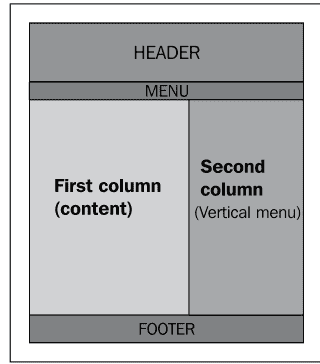 HEADER
MENU
First column
(content)
Second
column
(Vertical menu)
FOOTER